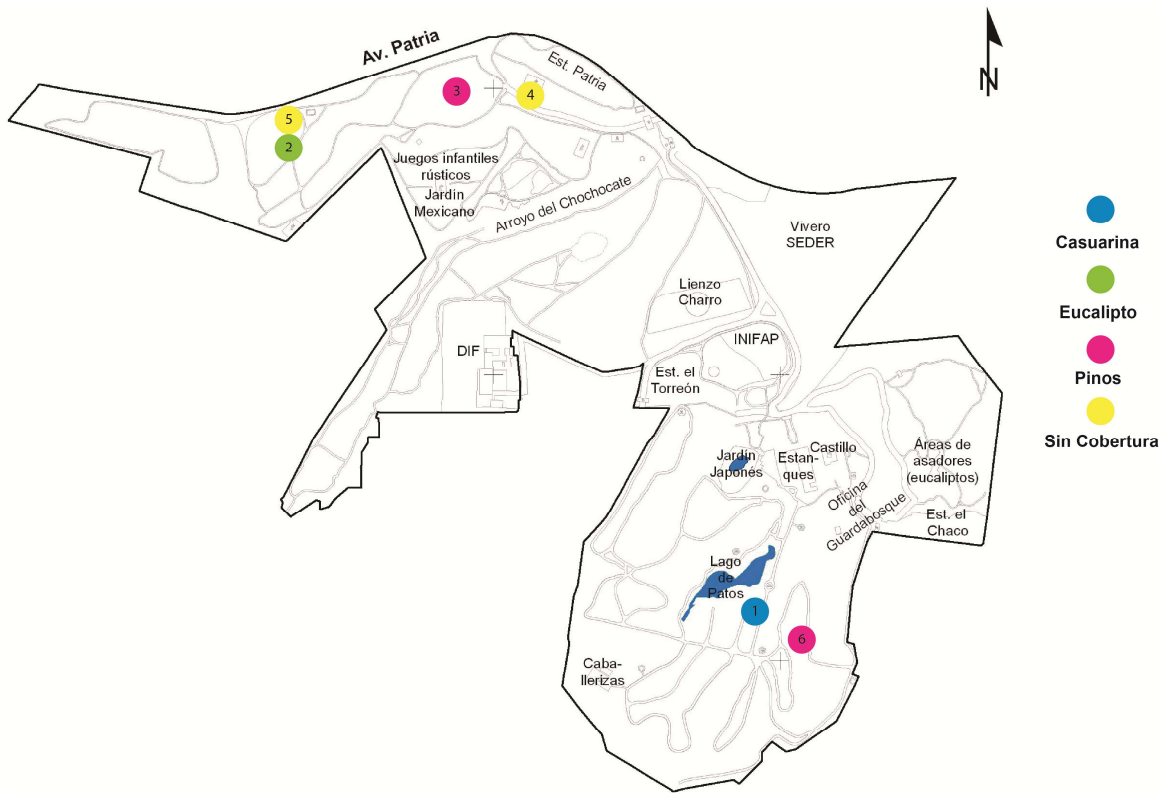 Av. Patria
Est. Patria
N
3
4
5
2
Juegos infantiles
rústicos
Jardín
Mexicano
Arroyo del Chochocate
Vivero
SEDER
Casuarina
Eucalipto
Pinos
Sin Cobertura
Lienzo
Charro
INIFAP
DIF
Est. el
Torreón
Jardín
Japonés
Estan-
ques
Castillo
Áreas de
asadores
(eucaliptos)
Oficina
del
Guardabosque
Est. el
Chaco
Lago
de
Patos
1
6
Caba-
llerizas